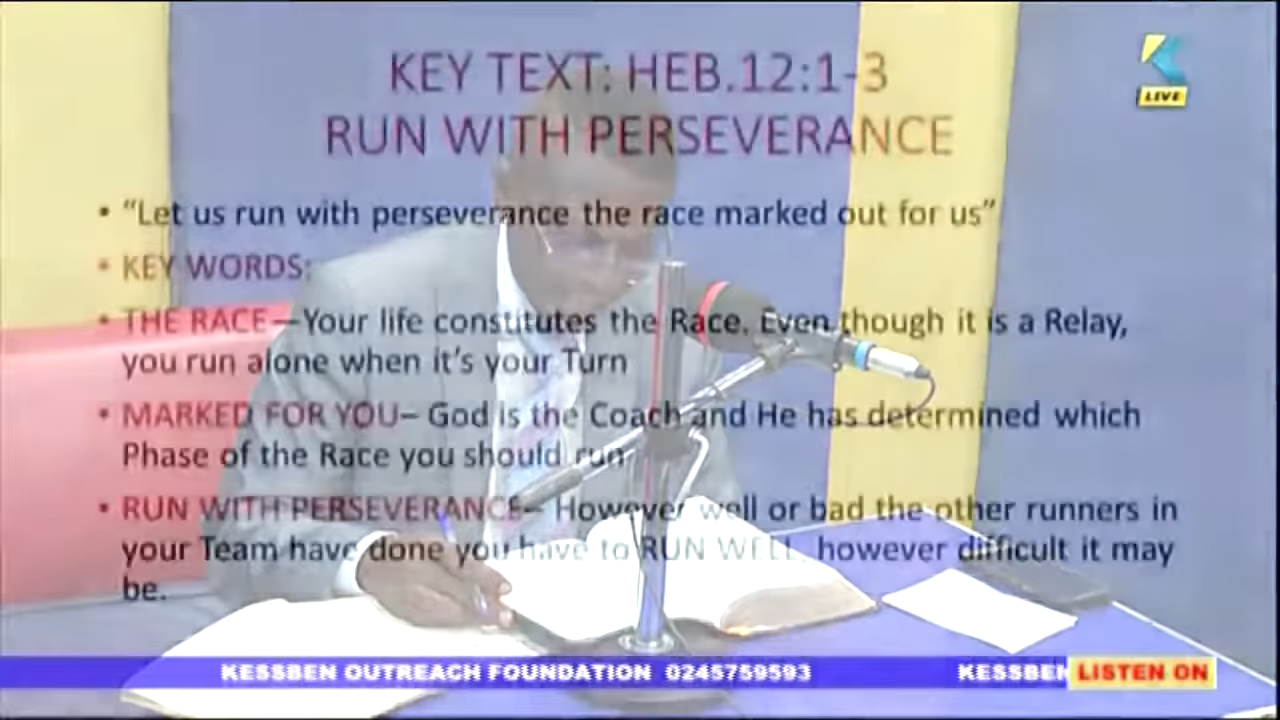 KEY TEXT: HEB.12:1-3
RUN WITH PERSEVERANCE
LIVE
• “Let us run with perseverance the race marked out for us”
• KEY WORDS:
• THE RACE—Your life constitutes the Race. Even though it is a Relay,
you run alone when it’s your Turn
• MARKED FOR YOU– God is the Coach and He has determined which
Phase of the Race you should run
• RUN WITH PERSEVERANCE– However well or bad the other runners in
your Team have done you have to RUN WELL, however difficult it may
be.
KESSBEN OUTREACH FOUNDATION 0245759593 KESSBEN LISTEN ON